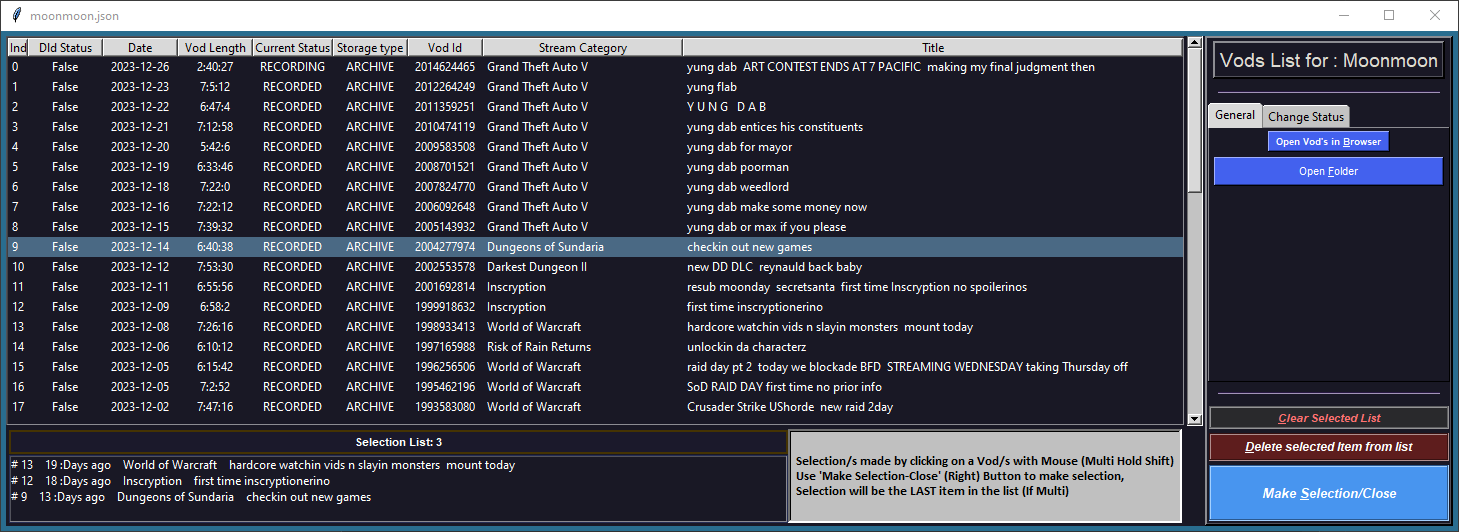 moonmoon.json
Ind Dld Status Date Vod Length Current Status Storage type Vod Id Stream Category Title
0 False 2023-12-26 2:40:27 RECORDING ARCHIVE 2014624465 Grand Theft Auto V yung dab  ART CONTEST ENDS AT 7 PACIFIC  making my final judgment then
1 False 2023-12-23 7:5:12 RECORDED ARCHIVE 2012264249 Grand Theft Auto V yung flab
2 False 2023-12-22 6:47:4 RECORDED ARCHIVE 2011359251 Grand Theft Auto V Y U N G  D A B
3 False 2023-12-21 7:12:58 RECORDED ARCHIVE 2010474119 Grand Theft Auto V yung dab entices his constituents
4 False 2023-12-20 5:42:6 RECORDED ARCHIVE 2009583508 Grand Theft Auto V yung dab for mayor
5 False 2023-12-19 6:33:46 RECORDED ARCHIVE 2008701521 Grand Theft Auto V yung dab poorman
6 False 2023-12-18 7:22:0 RECORDED ARCHIVE 2007824770 Grand Theft Auto V yung dab weedlord
7 False 2023-12-16 7:22:12 RECORDED ARCHIVE 2006092648 Grand Theft Auto V yung dab make some money now
8 False 2023-12-15 7:39:32 RECORDED ARCHIVE 2005143932 Grand Theft Auto V yung dab or max if you please
9 False 2023-12-14 6:40:38 RECORDED ARCHIVE 2004277974 Dungeons of Sundaria checkin out new games
10 False 2023-12-12 7:53:30 RECORDED ARCHIVE 2002553578 Darkest Dungeon II new DD DLC  reynauld back baby
11 False 2023-12-11 6:55:56 RECORDED ARCHIVE 2001692814 Inscryption resub moonday  secretsanta  first time Inscryption no spoilerinos
12 False 2023-12-09 6:58:2 RECORDED ARCHIVE 1999918632 Inscryption first time inscryptionerino
13 False 2023-12-08 7:26:16 RECORDED ARCHIVE 1998933413 World of Warcraft hardcore watchin vids n slayin monsters  mount today
14 False 2023-12-06 6:10:12 RECORDED ARCHIVE 1997165988 Risk of Rain Returns unlockin da characterz
15 False 2023-12-05 6:15:42 RECORDED ARCHIVE 1996256506 World of Warcraft raid day pt 2  today we blockade BFD  STREAMING WEDNESDAY taking Thursday off
16 False 2023-12-05 7:2:52 RECORDED ARCHIVE 1995462196 World of Warcraft SoD RAID DAY first time no prior info
17 False 2023-12-02 7:47:16 RECORDED ARCHIVE 1993583080 World of Warcraft Crusader Strike UShorde  new raid 2day
Selection List: 3
# 13 19 :Days ago World of Warcraft hardcore watchin vids n slayin monsters  mount today
# 12 18 :Days ago Inscryption first time inscryptionerino
# 9 13 :Days ago Dungeons of Sundaria checkin out new games
Selection/s made by clicking on a Vod/s with Mouse (Multi Hold Shift)
Use 'Make Selection-Close' (Right) Button to make selection,
Selection will be the LAST item in the list (If Multi)
Vods List for : Moonmoon
General Change Status
Open Vod's in Browser
Open Folder
Clear Selected List
Delete selected Item from list
Make Selection/Close